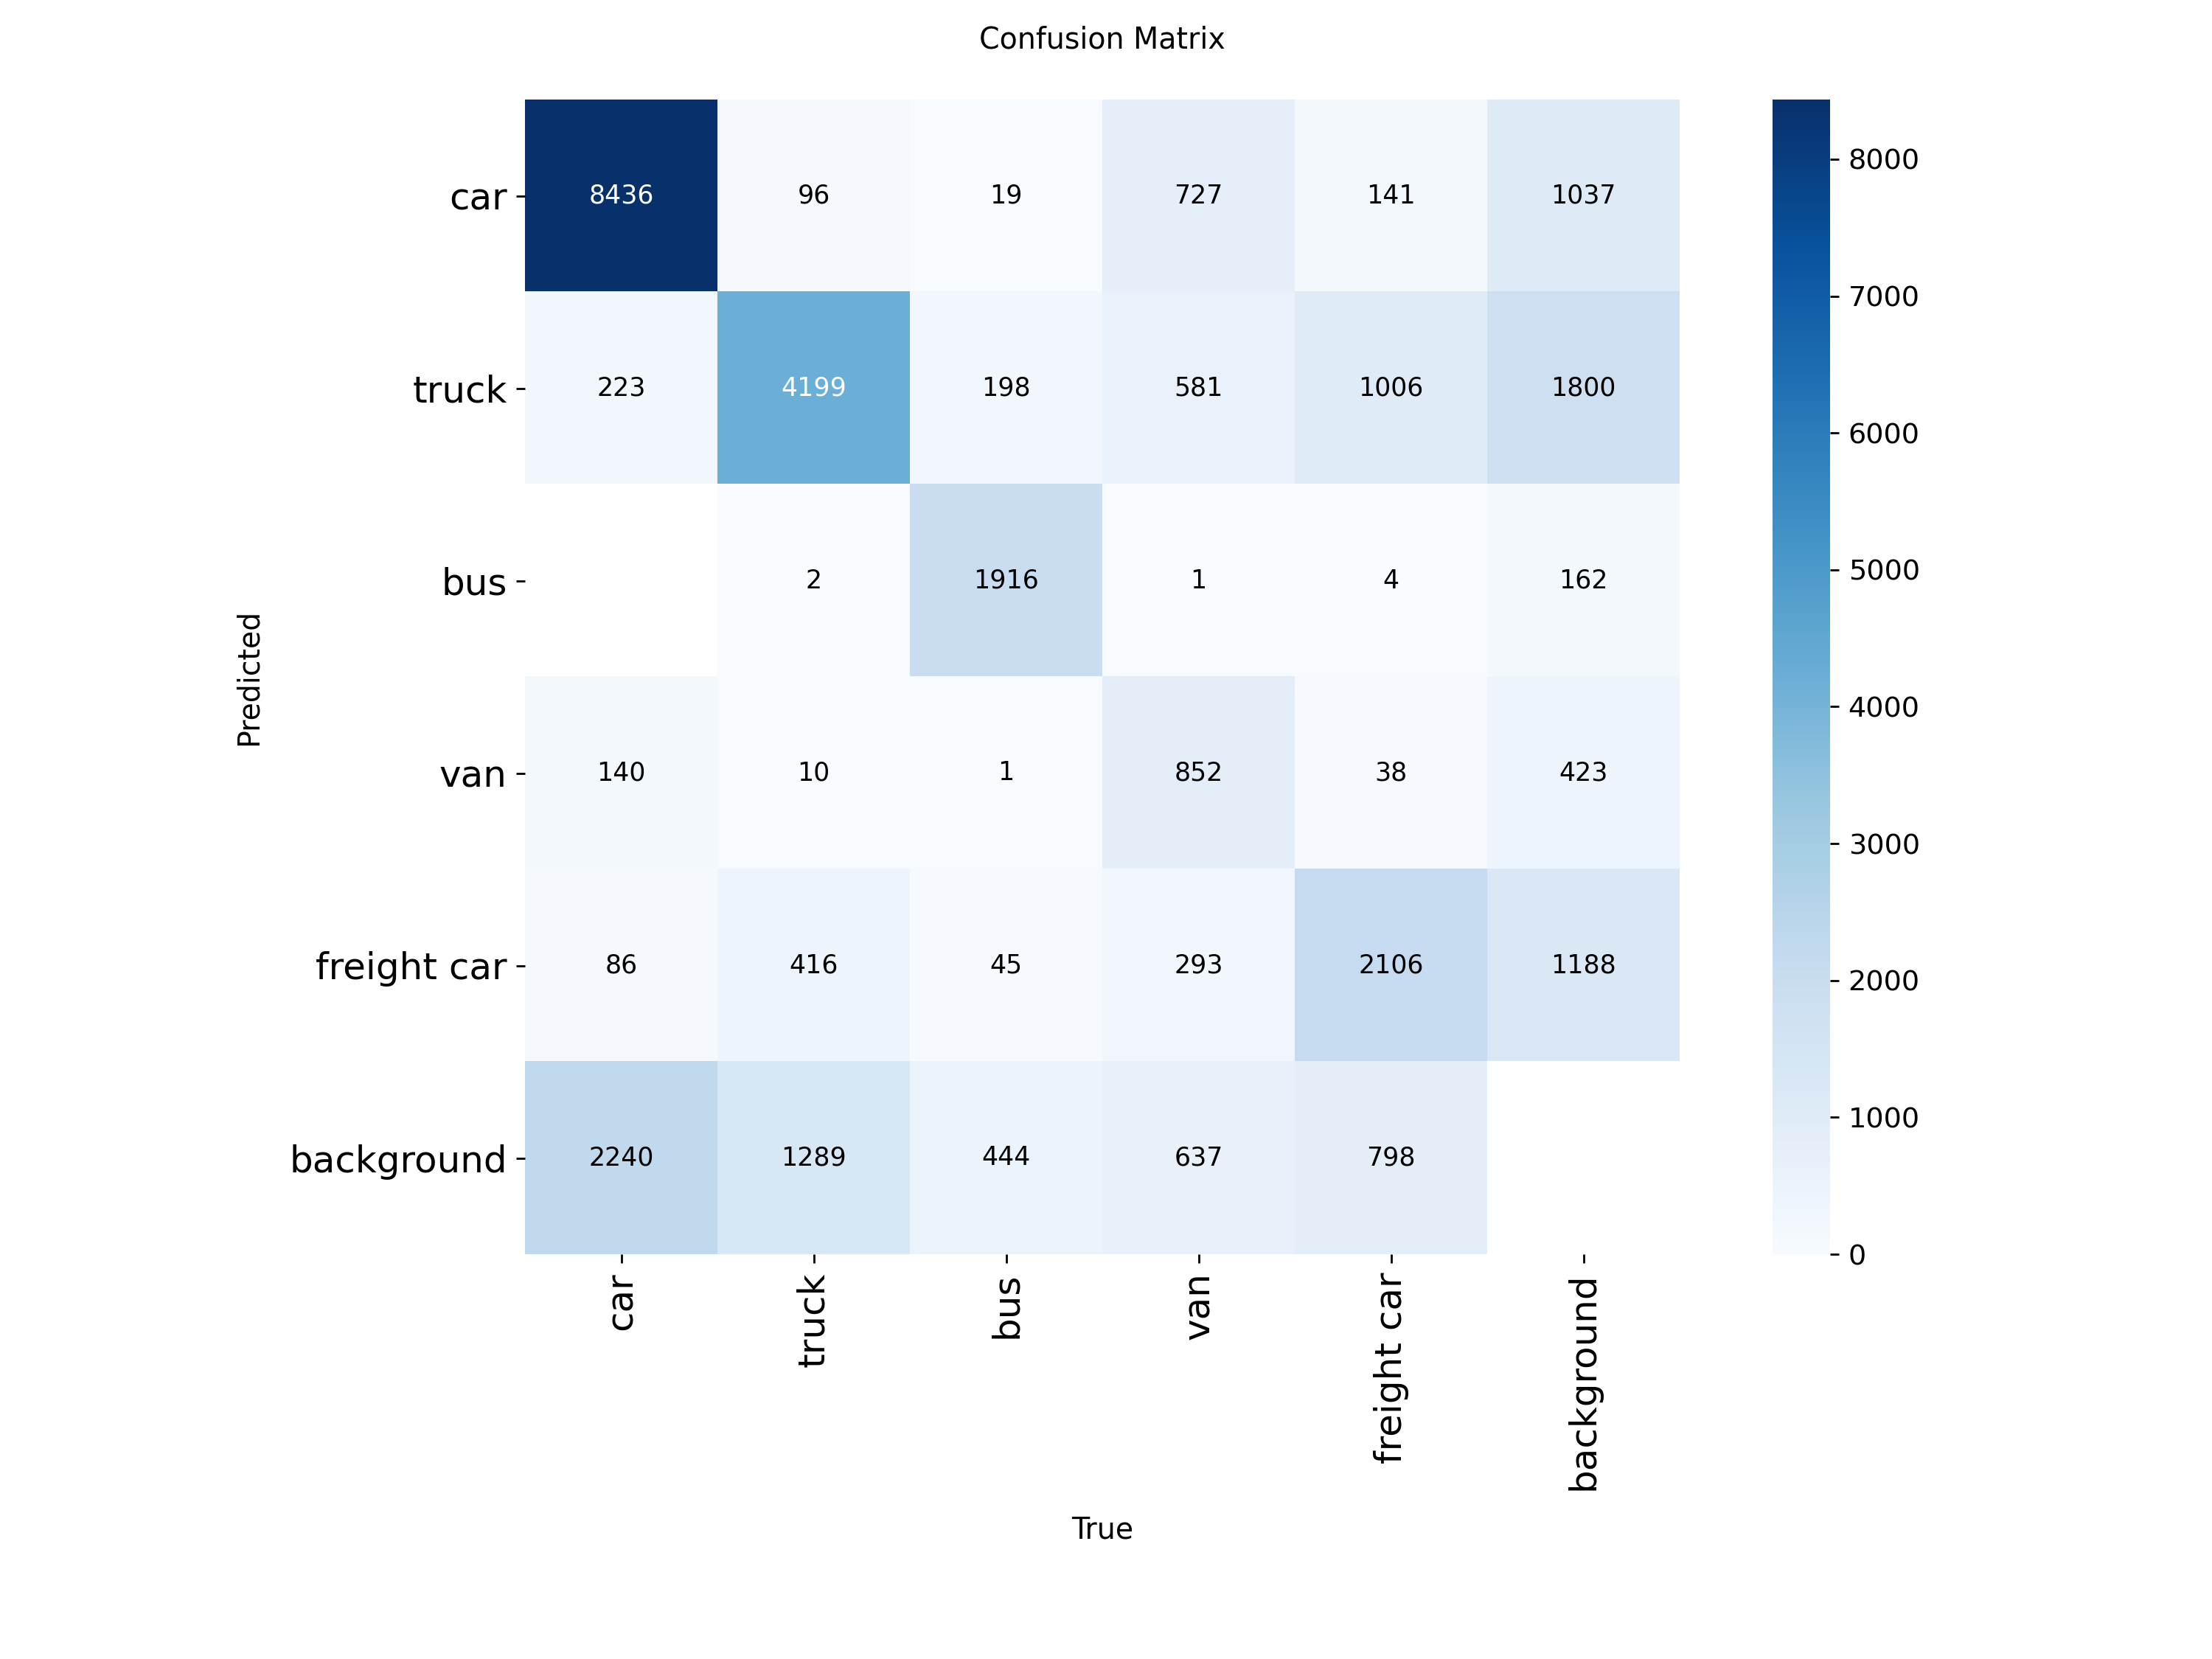 Confusion Matrix
car 8436 96 19 727 141 1037
truck 223 4199 198 581 1006 1800
bus 2 1916 1 4 162
van 140 10 1 852 38 423
freight car 86 416 45 293 2106 1188
background 2240 1289 444 637 798
Predicted
car truck bus van freight car background
True
8000
7000
6000
5000
4000
3000
2000
1000
0